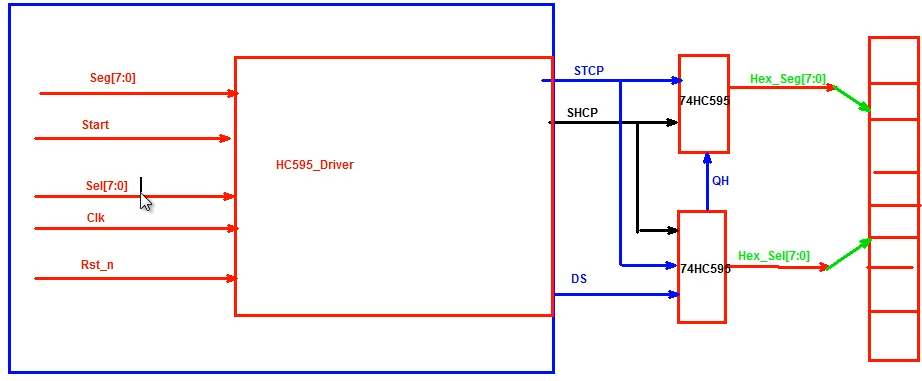 Seg[7:0]
Start
Sel[7:0]
Clk
Rst_n
HC595_Driver
STCP
SHCP
DS
74HC595
QH
74HC595
Hex_Seg[7:0]
Hex_Sel[7:0]